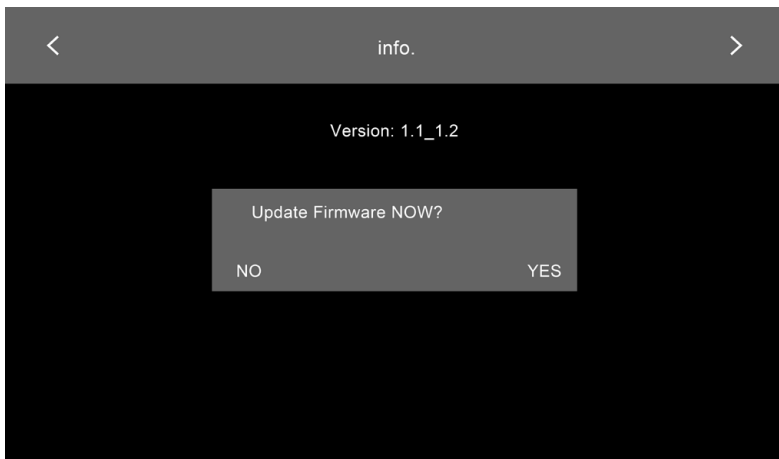 info.
Version: 1.1_1.2
Update Firmware NOW?
NO YES